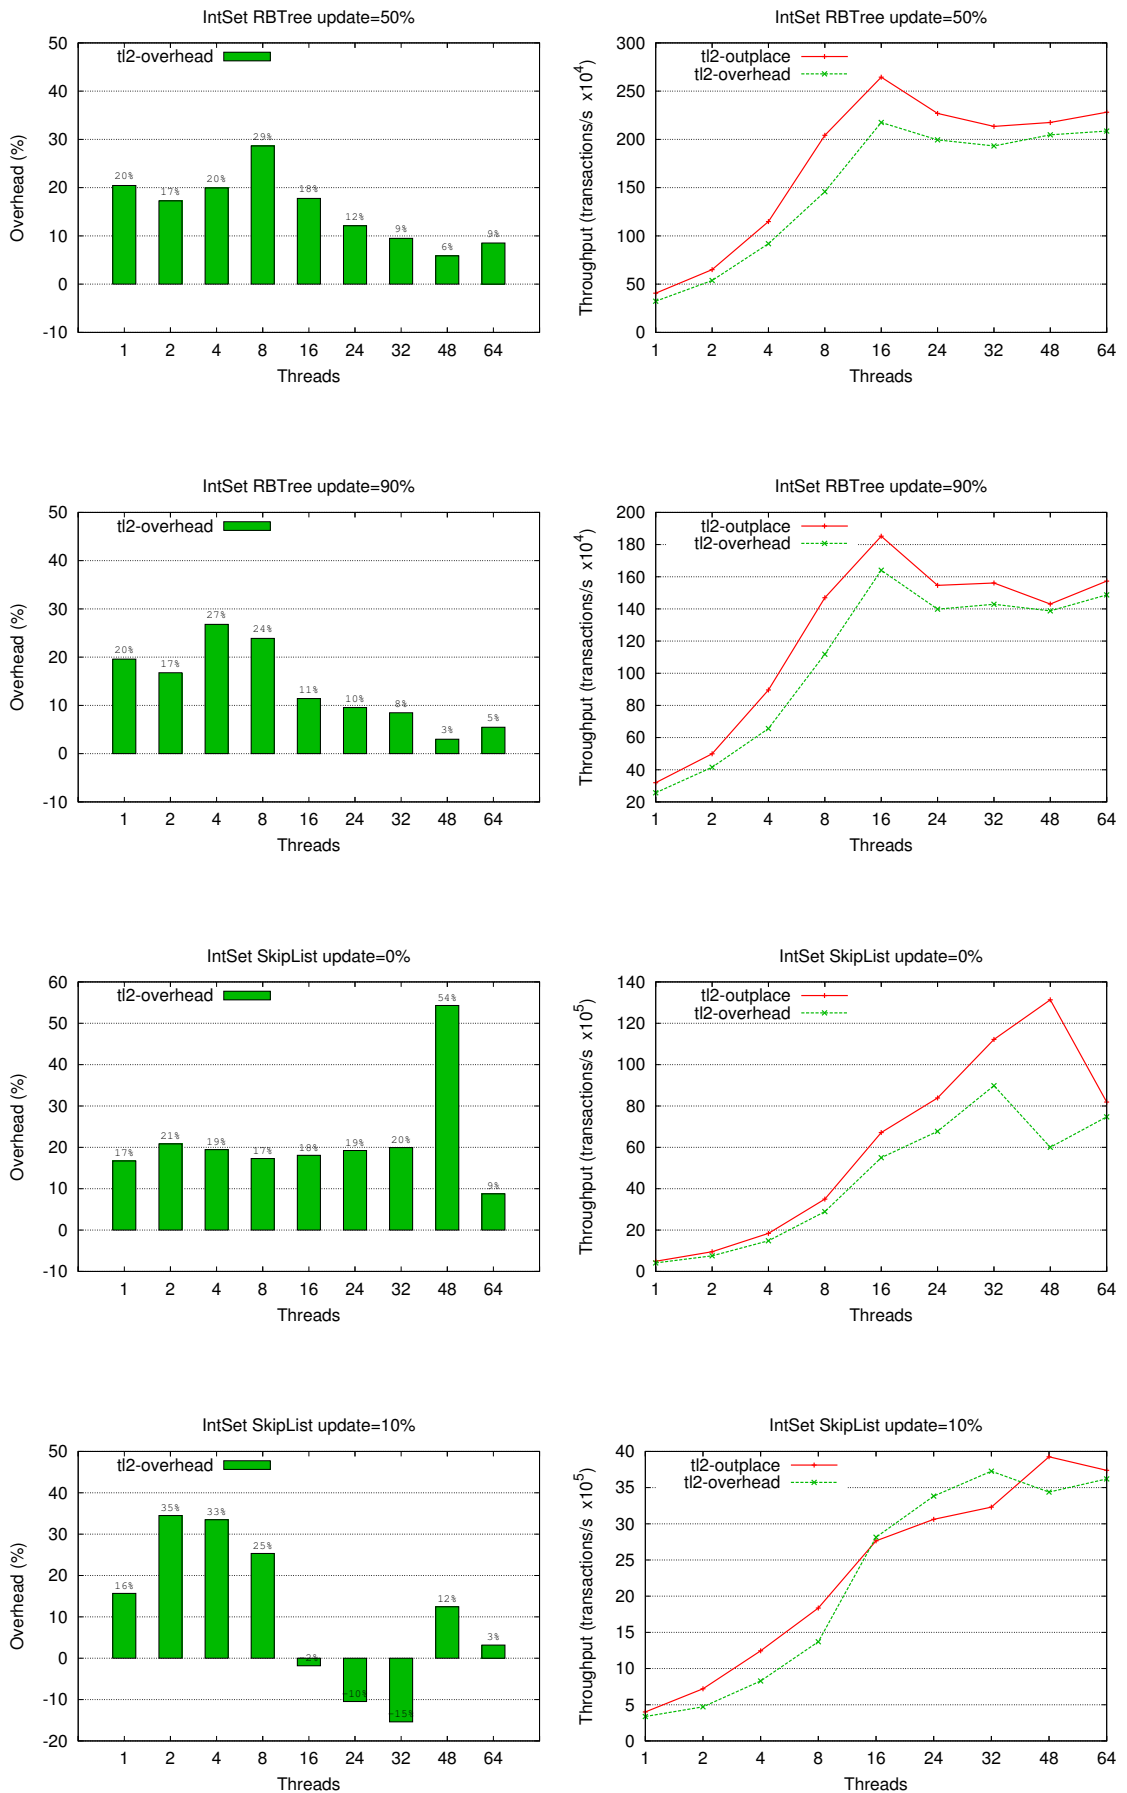 IntSet RBTree update=50%
50
40
30
20
10
0
-10
Overhead (%)
tl2-overhead
20%
17%
20%
29%
18%
12%
9%
6%
9%
1 2 4 8 16 24 32 48 64
Threads
IntSet RBTree update=50%
300
250
200
150
100
50
0
Throughput (transactions/s x10^4)
tl2-outplace
tl2-overhead
1 2 4 8 16 24 32 48 64
Threads
IntSet RBTree update=90%
50
40
30
20
10
0
-10
Overhead (%)
tl2-overhead
20%
17%
27%
24%
11%
10%
8%
3%
5%
1 2 4 8 16 24 32 48 64
Threads
IntSet RBTree update=90%
200
180
160
140
120
100
80
60
40
20
Throughput (transactions/s x10^4)
tl2-outplace
tl2-overhead
1 2 4 8 16 24 32 48 64
Threads
IntSet SkipList update=0%
60
50
40
30
20
10
0
-10
Overhead (%)
tl2-overhead
17%
21%
19%
17%
18%
19%
20%
54%
9%
1 2 4 8 16 24 32 48 64
Threads
IntSet SkipList update=0%
140
120
100
80
60
40
20
0
Throughput (transactions/s x10^5)
tl2-outplace
tl2-overhead
1 2 4 8 16 24 32 48 64
Threads
IntSet SkipList update=10%
50
40
30
20
10
0
-10
-20
Overhead (%)
tl2-overhead
16%
35%
33%
25%
-2%
-10%
-15%
12%
3%
1 2 4 8 16 24 32 48 64
Threads
IntSet SkipList update=10%
40
35
30
25
20
15
10
5
0
Throughput (transactions/s x10^5)
tl2-outplace
tl2-overhead
1 2 4 8 16 24 32 48 64
Threads